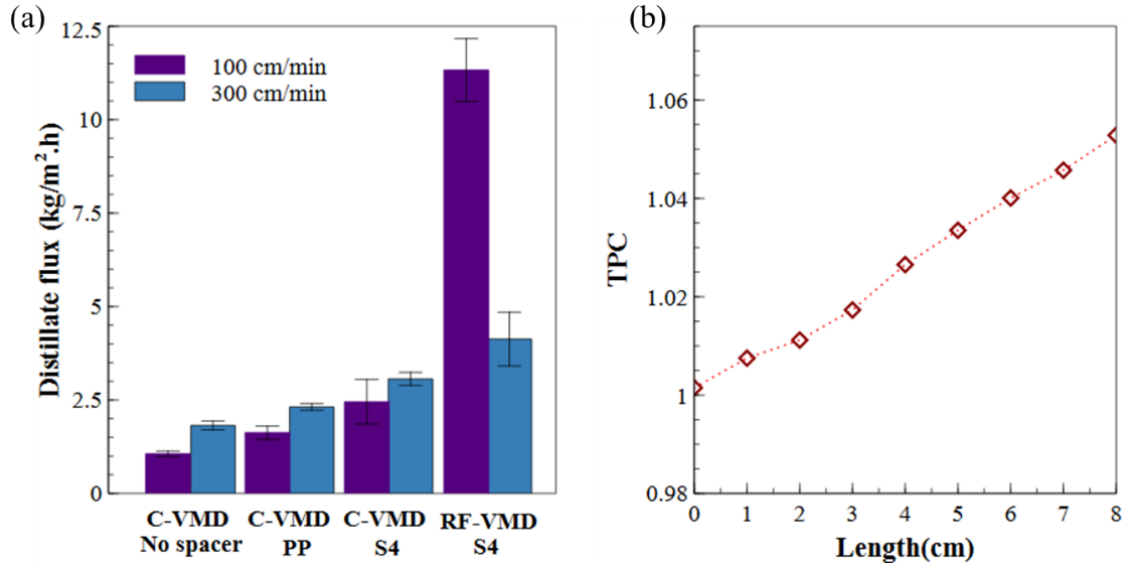 (a)
12.5
10
7.5
5
2.5
0
Distillate flux (kg/m².h)
100 cm/min
300 cm/min
C-VMD
No spacer
C-VMD
PP
C-VMD
S4
RF-VMD
S4
(b)
1.06
1.04
1.02
1
0.98
TPC
0 1 2 3 4 5 6 7 8
Length(cm)